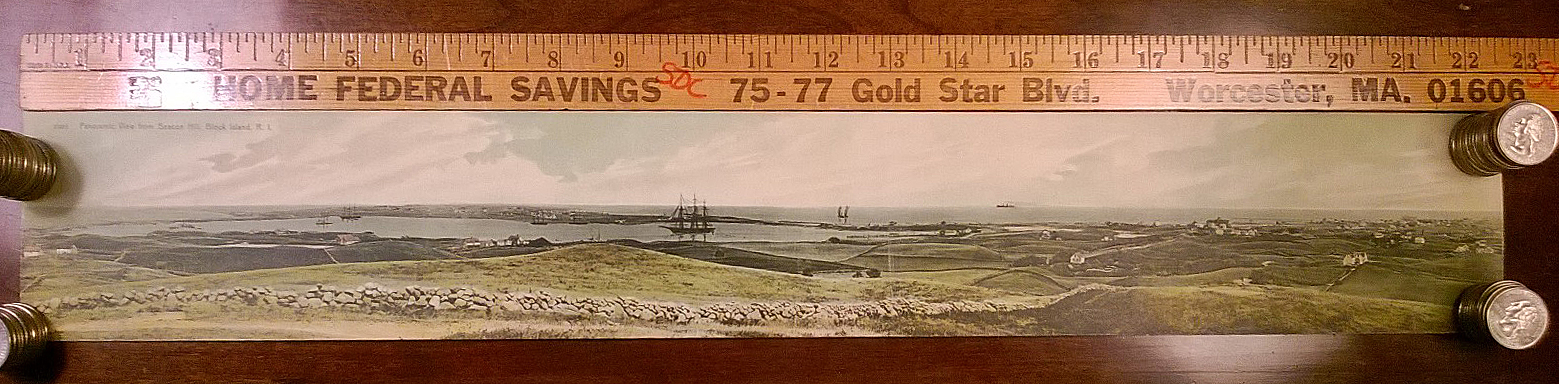 1 2 3 4 5 6 7 8 9 10 11 12 13 14 15 16 17 18 19 20 21 22 23
HOME FEDERAL SAVINGS SDC 75-77 Gold Star Blvd. Worcester, MA. 01606
Panoramic View from Beacon Hill, Block Island, R. I.